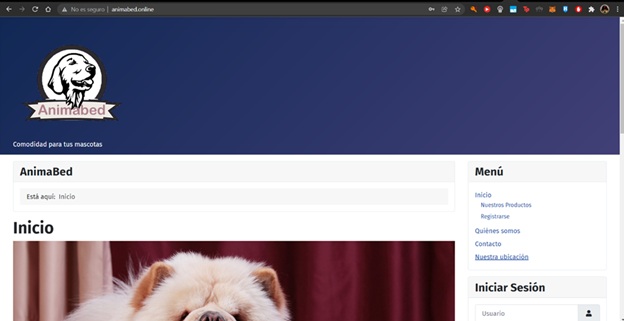 No es seguro | animabed.online
Animabed
Comodidad para tus mascotas
AnimaBed
Está aquí: Inicio
Inicio
Menú
Inicio
Nuestros Productos
Registrarse
Quiénes somos
Contacto
Nuestra ubicación
Iniciar Sesión
Usuario